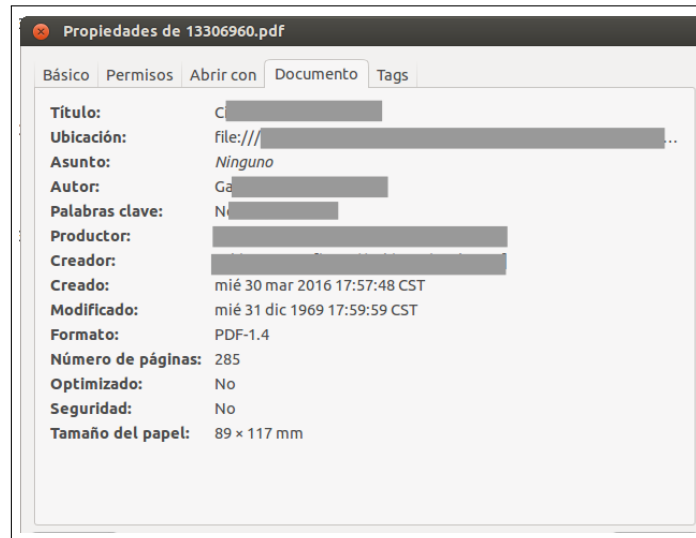 Propiedades de 13306960.pdf
Básico Permisos Abrir con Documento Tags
Título:
Ubicación: file:/// ...
Asunto: Ninguno
Autor: Ga
Palabras clave:
Productor:
Creador:
Creado: mié 30 mar 2016 17:57:48 CST
Modificado: mié 31 dic 1969 17:59:59 CST
Formato: PDF-1.4
Número de páginas: 285
Optimizado: No
Seguridad: No
Tamaño del papel: 89 × 117 mm